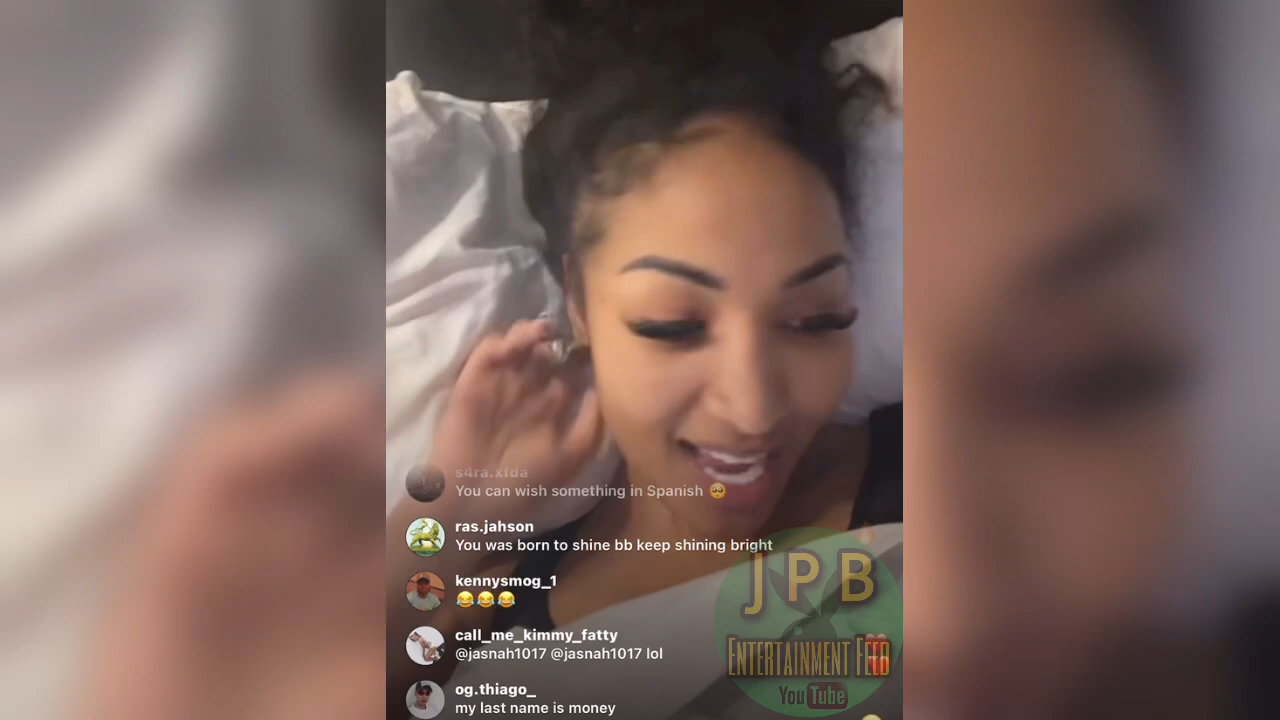 s4ra.xfda
You can wish something in Spanish 🥺
ras.jahson
You was born to shine bb keep shining bright
kennysmog_1
😂😂😂
call_me_kimmy_fatty
@jasnah1017 @jasnah1017 lol
og.thiago_
my last name is money
JPB
ENTERTAINMENT FEED
YouTube